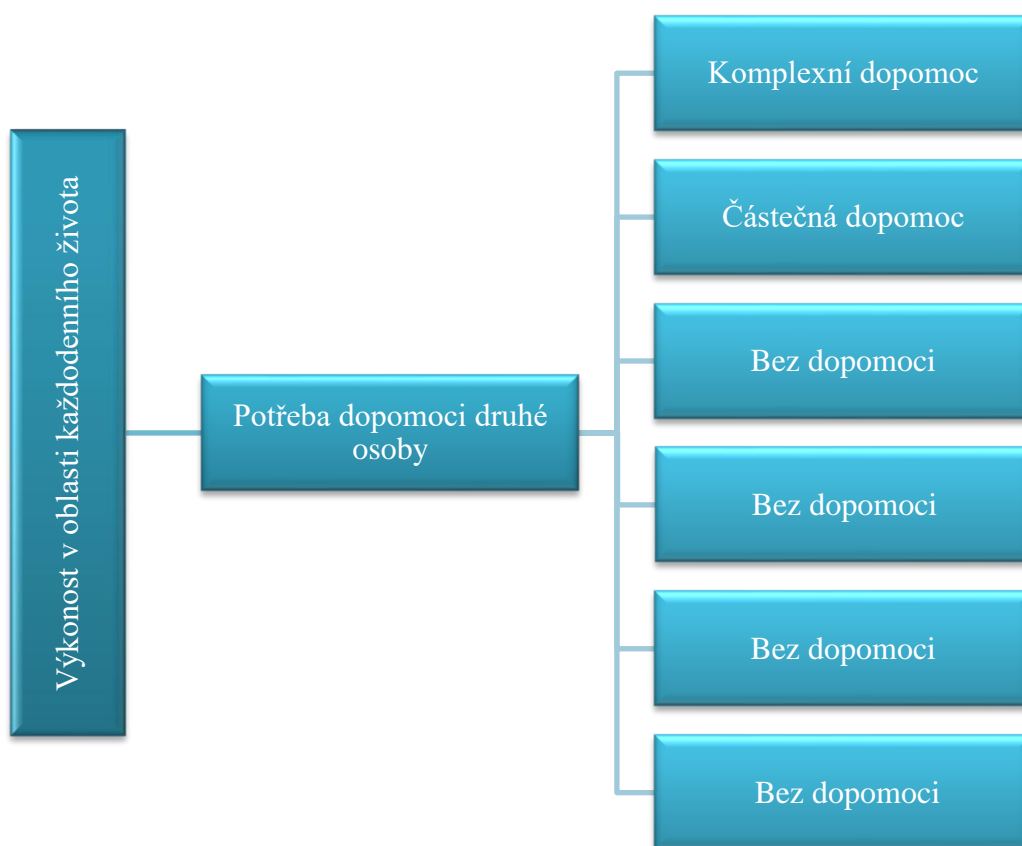 Výkonost v oblasti každodenního života
Potřeba dopomoci druhé
osoby
Komplexní dopomoc
Částečná dopomoc
Bez dopomoci
Bez dopomoci
Bez dopomoci
Bez dopomoci